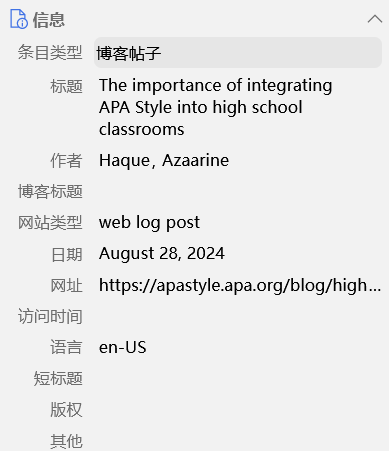 信息
条目类型 博客帖子
标题 The importance of integrating
APA Style into high school
classrooms
作者 Haque, Azaarine
博客标题
网站类型 web log post
日期 August 28, 2024
网址 https://apastyle.apa.org/blog/high...
访问时间
语言 en-US
短标题
版权
其他